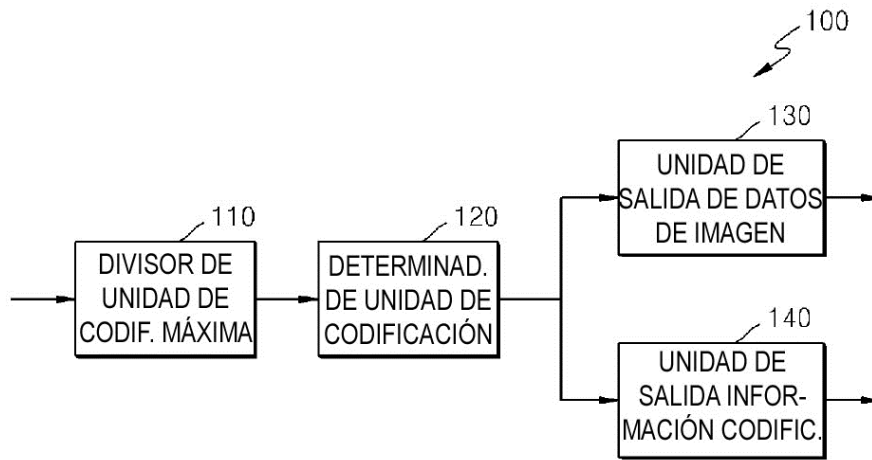 100
130
UNIDAD DE
SALIDA DE DATOS
DE IMAGEN
110
DIVISOR DE
UNIDAD DE
CODIF. MÁXIMA
120
DETERMINAD.
DE UNIDAD DE
CODIFICACIÓN
140
UNIDAD DE
SALIDA INFOR-
MACIÓN CODIFIC.